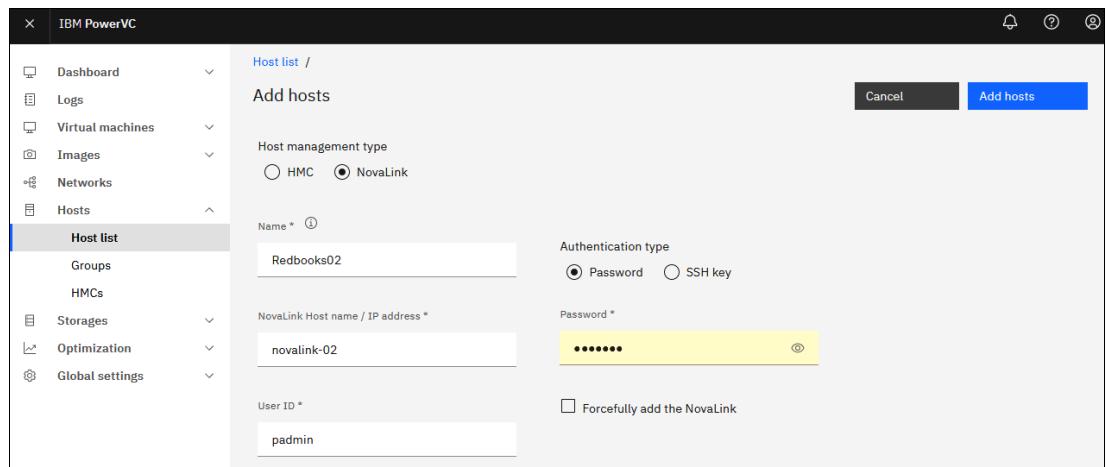 IBM PowerVC
Dashboard
Logs
Virtual machines
Images
Networks
Hosts
Host list
Groups
HMCs
Storages
Optimization
Global settings
Host list /
Add hosts
Cancel
Add hosts
Host management type
HMC
NovaLink
Name *
Redbooks02
Authentication type
Password
SSH key
NovaLink Host name / IP address *
novalink-02
Password *
•••••••
User ID *
padmin
Forcefully add the NovaLink